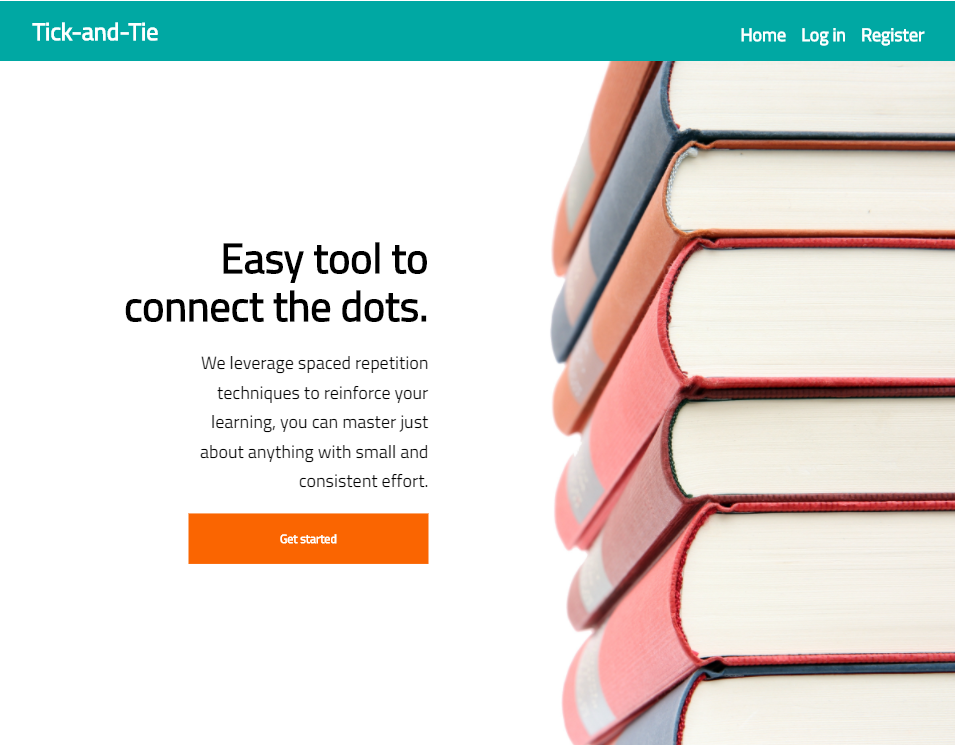 Tick-and-Tie
Home Log in Register
Easy tool to
connect the dots.
We leverage spaced repetition
techniques to reinforce your
learning, you can master just
about anything with small and
consistent effort.
Get started